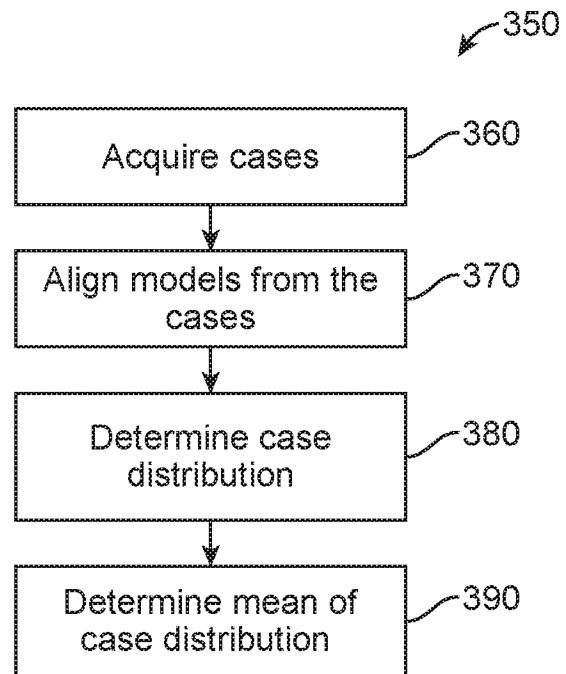 350
Acquire cases
360
Align models from the
cases
370
Determine case
distribution
380
Determine mean of
case distribution
390